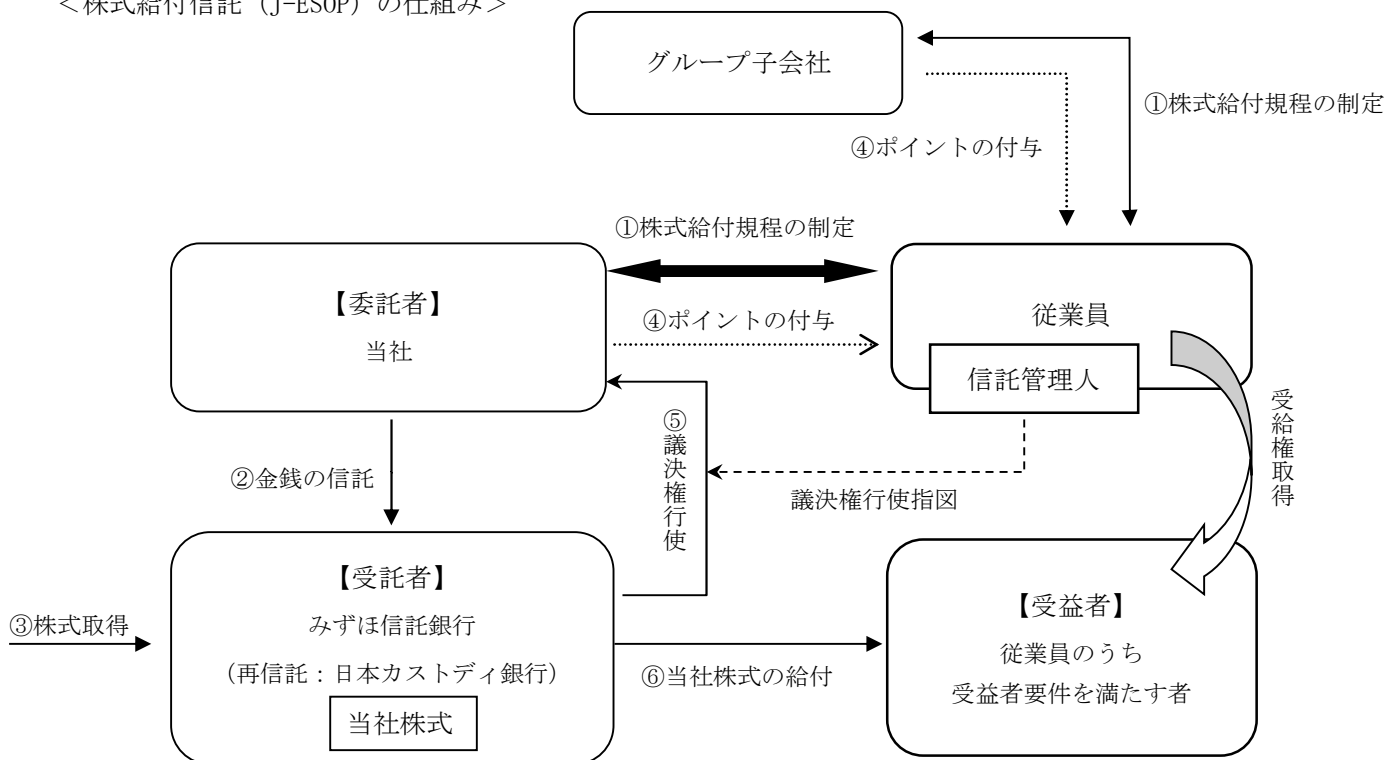 ＜株式給付信託（J-ESOP）の仕組み＞
グループ子会社
①株式給付規程の制定
④ポイントの付与
①株式給付規程の制定
【委託者】
当社
④ポイントの付与
従業員
信託管理人
受給権取得
⑤議決権行使
②金銭の信託
議決権行使指図
【受託者】
みずほ信託銀行
（再信託：日本カストディ銀行）
当社株式
③株式取得
⑥当社株式の給付
【受益者】
従業員のうち
受益者要件を満たす者